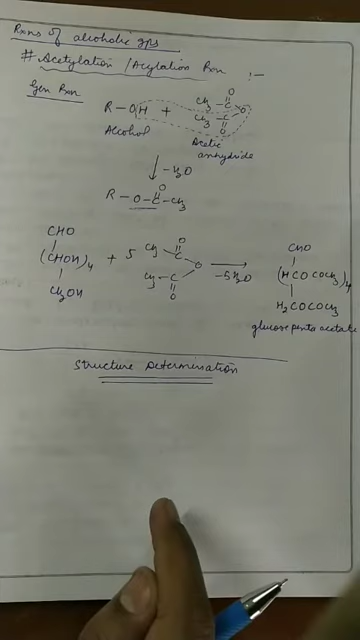 Rxns of alcoholic gps
# Acetylation / Acylation Rxn :-
Gen Rxn
R-OH + CH3-C(=O)-O-C(=O)-CH3
Alcohol Acetic anhydride
↓ -H2O
R-O-C(=O)-CH3
CHO
(CHOH)4
CH2OH
+ 5 CH3-C(=O)-O-C(=O)-CH3
→ -5H2O
CHO
(HCOCOCH3)4
H2COCOCH3
glucose penta acetate
Structure Determination